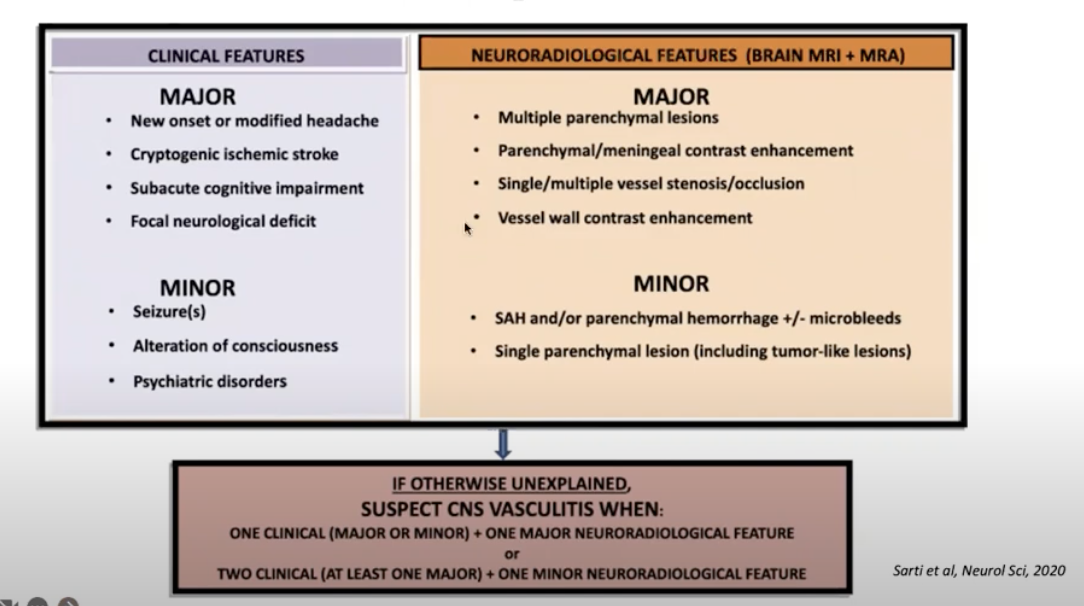 CLINICAL FEATURES
MAJOR
• New onset or modified headache
• Cryptogenic ischemic stroke
• Subacute cognitive impairment
• Focal neurological deficit
MINOR
• Seizure(s)
• Alteration of consciousness
• Psychiatric disorders
NEURORADIOLOGICAL FEATURES (BRAIN MRI + MRA)
MAJOR
• Multiple parenchymal lesions
• Parenchymal/meningeal contrast enhancement
• Single/multiple vessel stenosis/occlusion
• Vessel wall contrast enhancement
MINOR
• SAH and/or parenchymal hemorrhage +/- microbleeds
• Single parenchymal lesion (including tumor-like lesions)
IF OTHERWISE UNEXPLAINED,
SUSPECT CNS VASCULITIS WHEN:
ONE CLINICAL (MAJOR OR MINOR) + ONE MAJOR NEURORADIOLOGICAL FEATURE
or
TWO CLINICAL (AT LEAST ONE MAJOR) + ONE MINOR NEURORADIOLOGICAL FEATURE
Sarti et al, Neurol Sci, 2020